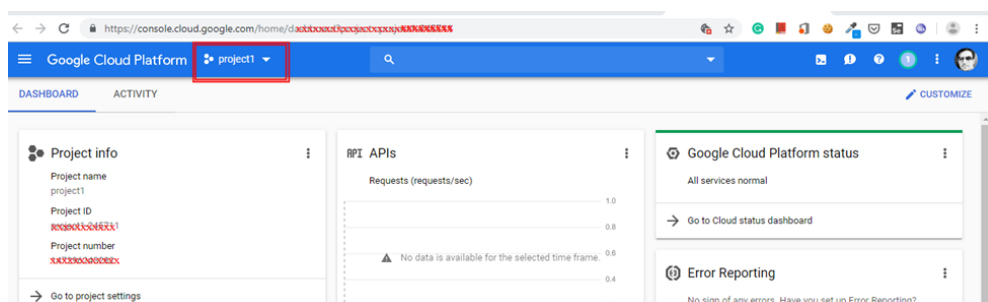 https://console.cloud.google.com/home/da
Google Cloud Platform project1
1
DASHBOARD ACTIVITY CUSTOMIZE
Project info
Project name
project1
Project ID
Project number
Go to project settings
API APIs
Requests (requests/sec)
1.0
0.8
No data is available for the selected time frame.
0.6
0.4
Google Cloud Platform status
All services normal
Go to Cloud status dashboard
Error Reporting
No sign of any errors. Have you set up Error Reporting?